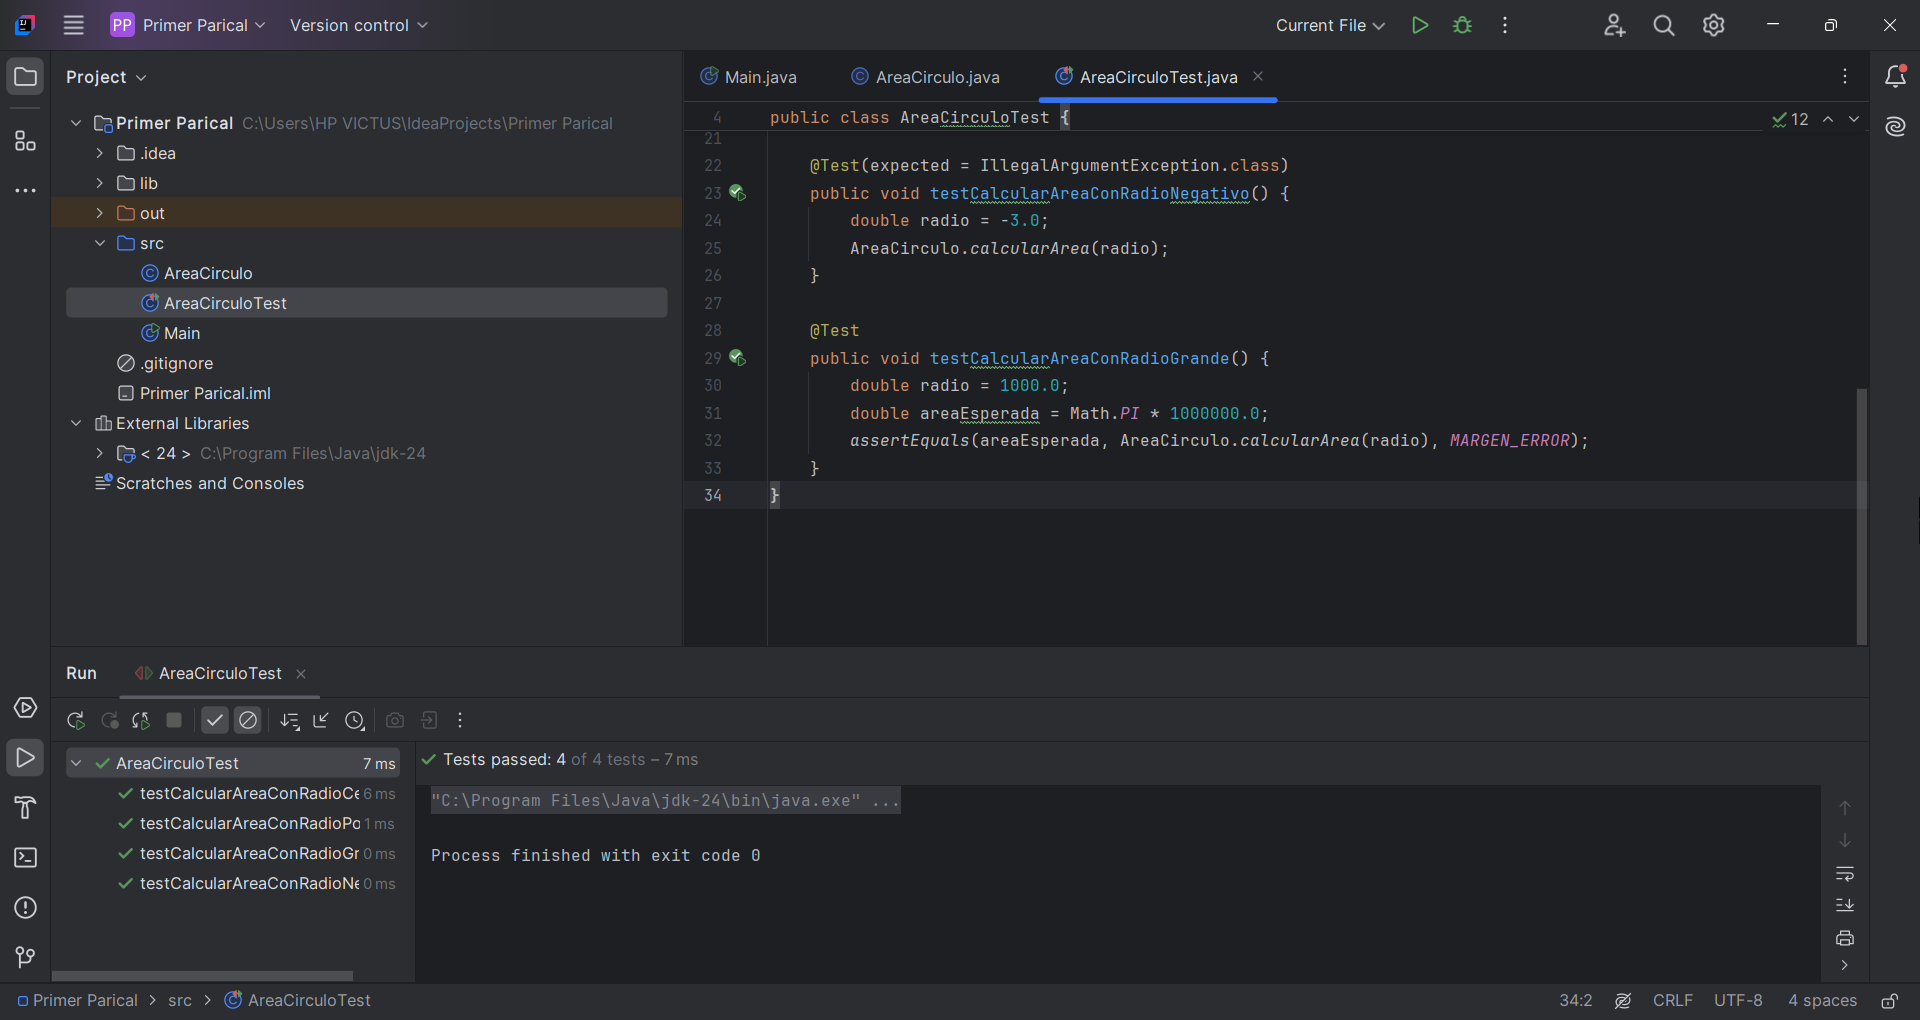 PP Primer Parical Version control Current File
Project
Primer Parical C:\Users\HP VICTUS\IdeaProjects\Primer Parical
.idea
lib
out
src
AreaCirculo
AreaCirculoTest
Main
.gitignore
Primer Parical.iml
External Libraries
< 24 > C:\Program Files\Java\jdk-24
Scratches and Consoles
Main.java AreaCirculo.java AreaCirculoTest.java
4 public class AreaCirculoTest { 12
21
22 @Test(expected = IllegalArgumentException.class)
23 public void testCalcularAreaConRadioNegativo() {
24 double radio = -3.0;
25 AreaCirculo.calcularArea(radio);
26 }
27
28 @Test
29 public void testCalcularAreaConRadioGrande() {
30 double radio = 1000.0;
31 double areaEsperada = Math.PI * 1000000.0;
32 assertEquals(areaEsperada, AreaCirculo.calcularArea(radio), MARGEN_ERROR);
33 }
34 }
Run AreaCirculoTest
AreaCirculoTest 7 ms
testCalcularAreaConRadioCe 6 ms
testCalcularAreaConRadioPo 1 ms
testCalcularAreaConRadioGr 0 ms
testCalcularAreaConRadioNe 0 ms
Tests passed: 4 of 4 tests – 7 ms
"C:\Program Files\Java\jdk-24\bin\java.exe" ...
Process finished with exit code 0
Primer Parical > src > AreaCirculoTest 34:2 CRLF UTF-8 4 spaces